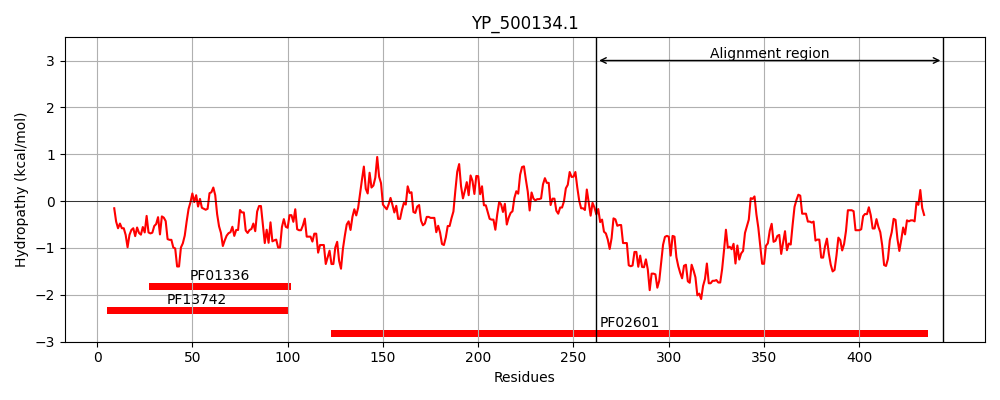 YP_500134.1
Hydropathy (kcal/mol)
3
2
1
0
−1
−2
−3
Alignment region
PF01336
PF13742
PF02601
0
50
100
150
200
250
300
350
400
Residues